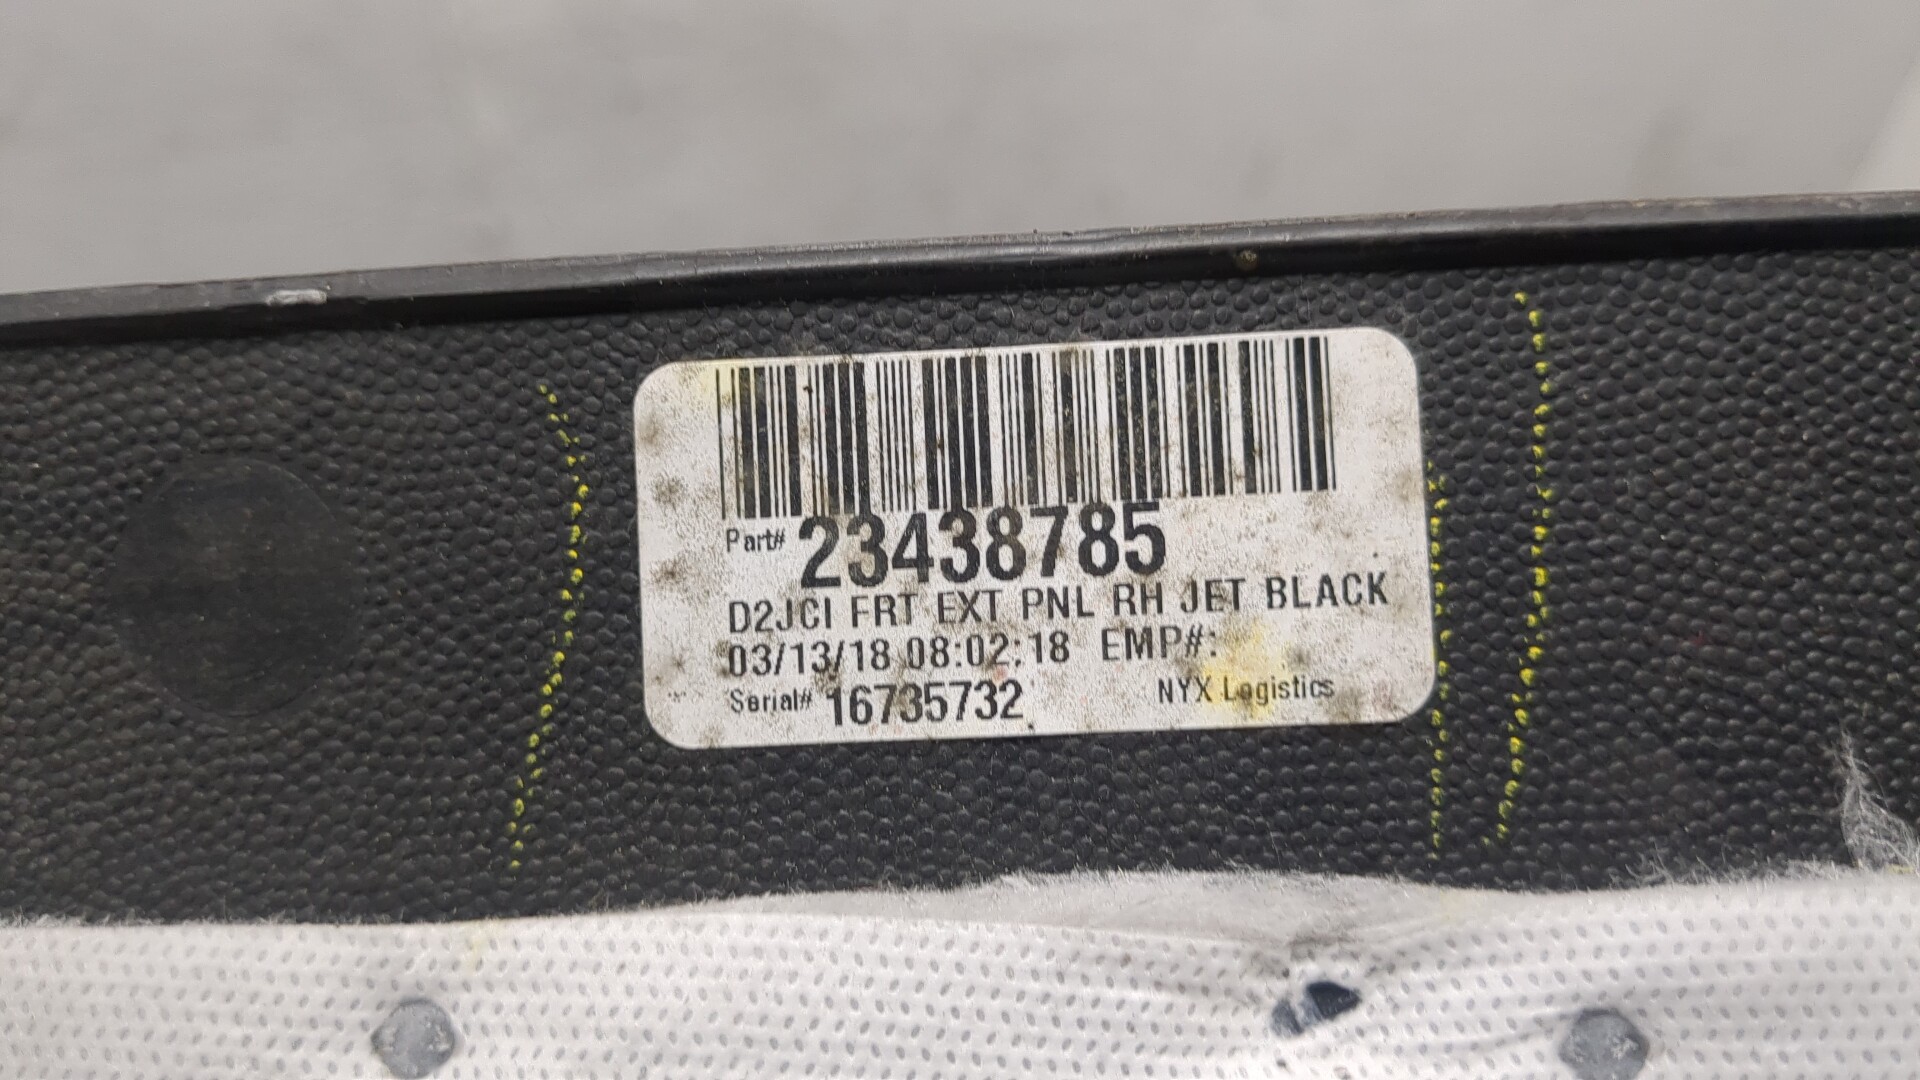 Part# 23438785
D2JCI FRT EXT PNL RH JET BLACK
03/13/18 08:02:18 EMP#:
Serial# 16735732 NYX Logistics